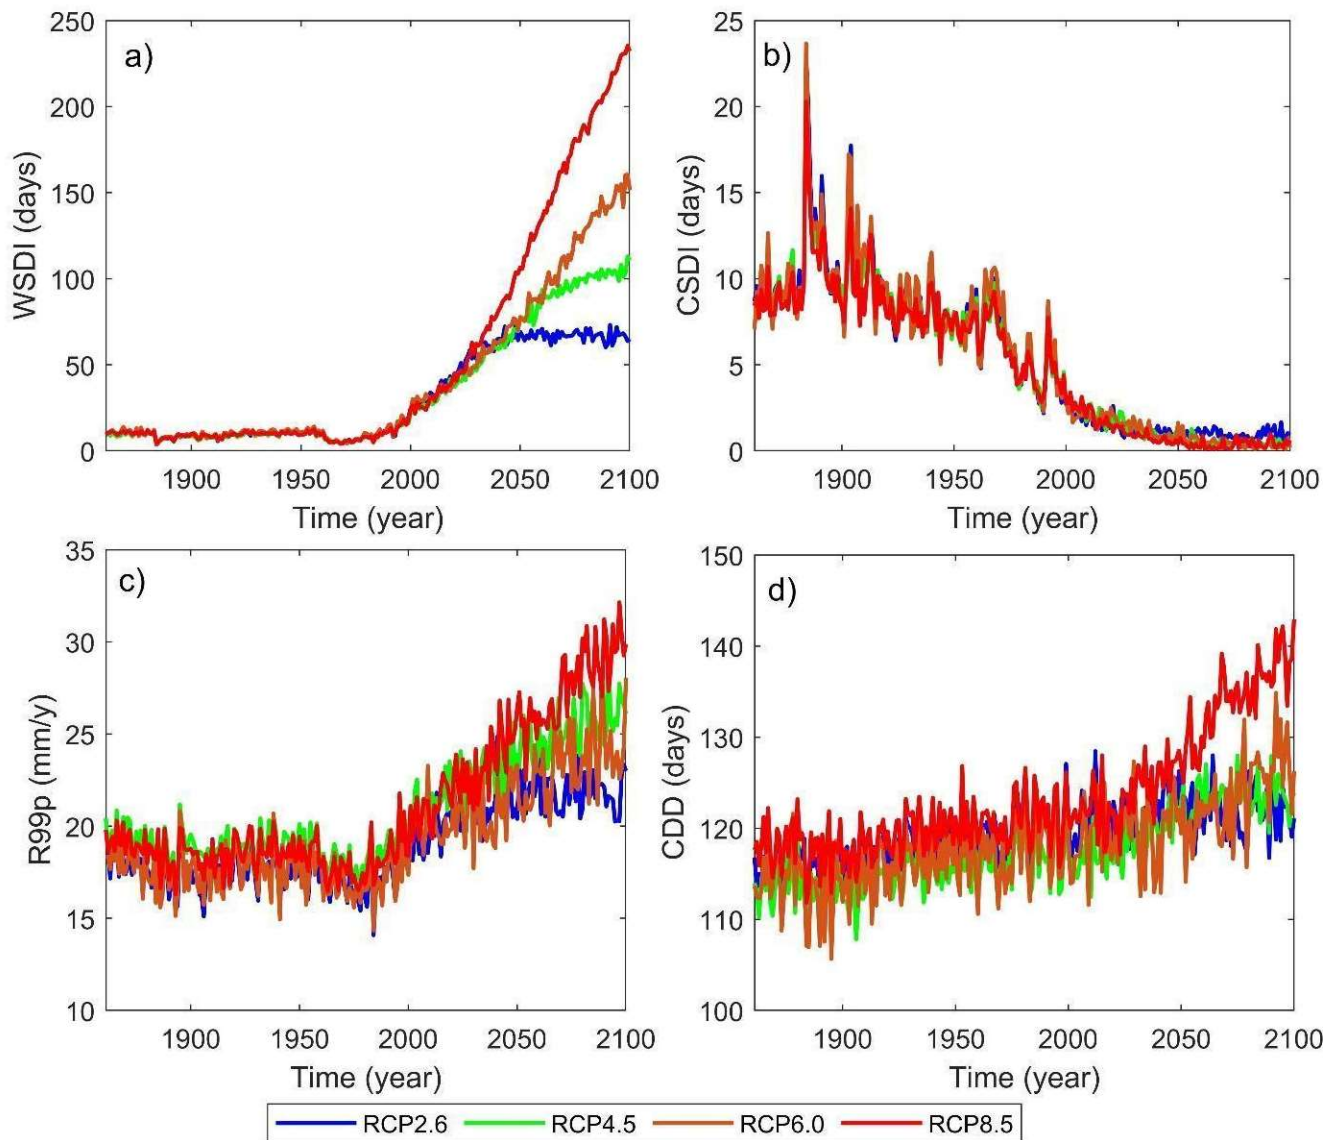 250
200
150
100
50
0
a)
WSDI (days)
1900 1950 2000 2050 2100
Time (year)
25
20
15
10
5
0
b)
CSDI (days)
1900 1950 2000 2050 2100
Time (year)
35
30
25
20
15
10
c)
R99p (mm/y)
1900 1950 2000 2050 2100
Time (year)
150
140
130
120
110
100
d)
CDD (days)
1900 1950 2000 2050 2100
Time (year)
RCP2.6 RCP4.5 RCP6.0 RCP8.5